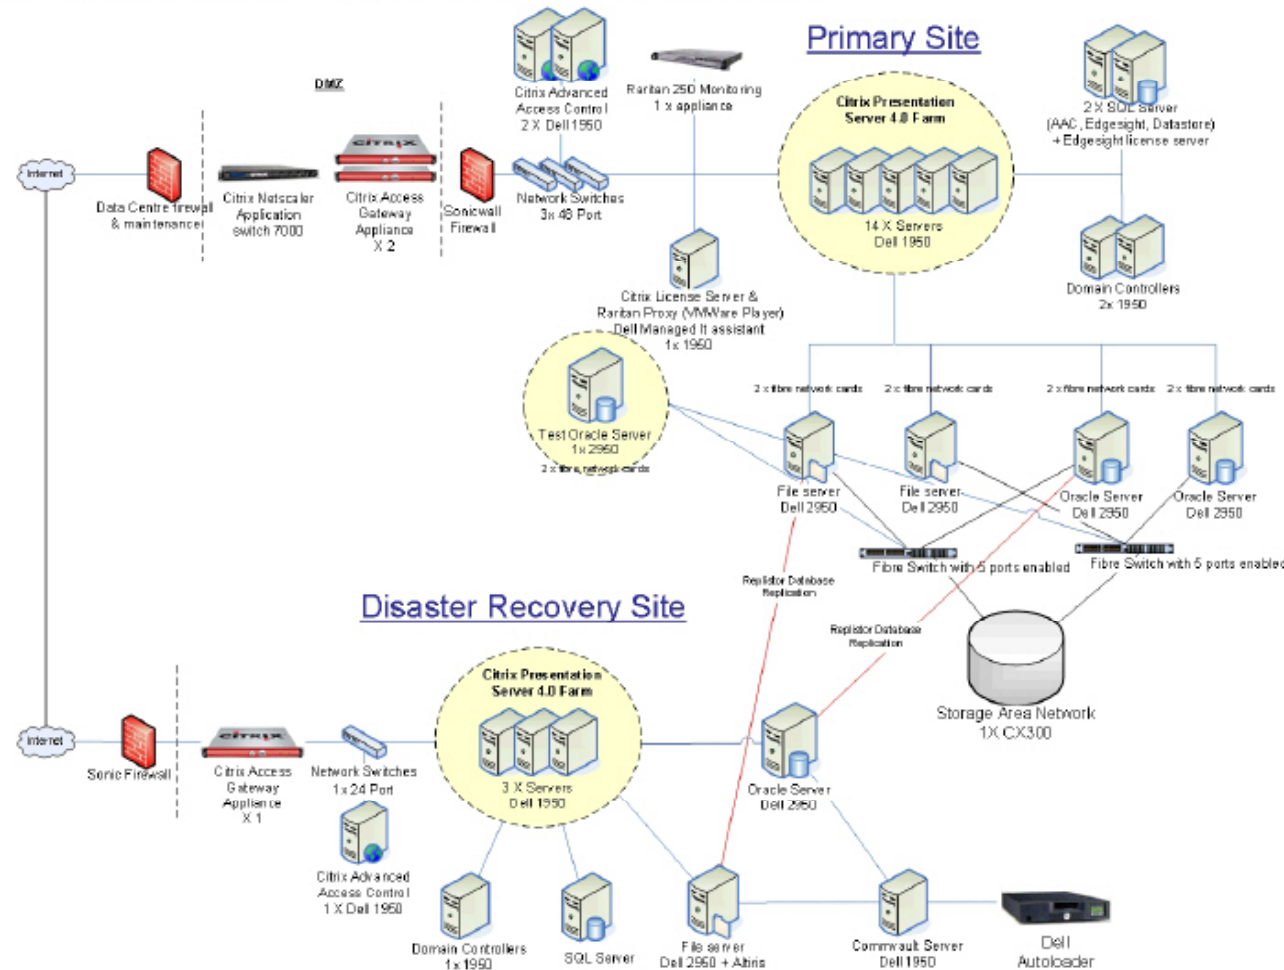 Primary Site
DMZ
Internet
Data Centre firewall
& maintenance
Citrix Netscaler
Application
switch 7000
CITRIX
Citrix Access
Gateway
Appliance
X 2
Sonicwall
Firewall
Citrix Advanced
Access Control
2 X Dell 1950
Network Switches
3x 48 Port
Raritan 250 Monitoring
1 x appliance
Citrix License Server &
Raritan Proxy (VMWare Player)
Dell Managed It assistant
1x 1950
Citrix Presentation
Server 4.0 Farm
14 X Servers
Dell 1950
2 X SQL Server
(AAC, Edgesight, Datastore)
+ Edgesight license server
Domain Controllers
2x 1950
Test Oracle Server
1x 2950
2 x fibre network cards
2 x fibre network cards
2 x fibre network cards
2 x fibre network cards
2 x fibre network cards
File server
Dell 2950
File server
Dell 2950
Oracle Server
Dell 2950
Oracle Server
Dell 2950
Fibre Switch with 5 ports enabled
Fibre Switch with 5 ports enabled
Replistor Database
Replication
Replistor Database
Replication
Storage Area Network
1X CX300
Disaster Recovery Site
Internet
Sonic Firewall
CITRIX
Citrix Access
Gateway
Appliance
X 1
Network Switches
1x 24 Port
Citrix Advanced
Access Control
1 X Dell 1950
Citrix Presentation
Server 4.0 Farm
3 X Servers
Dell 1950
Oracle Server
Dell 2950
Domain Controllers
1x 1950
SQL Server
File server
Dell 2950 + Altiris
Commvault Server
Dell 1950
Dell
Autoloader